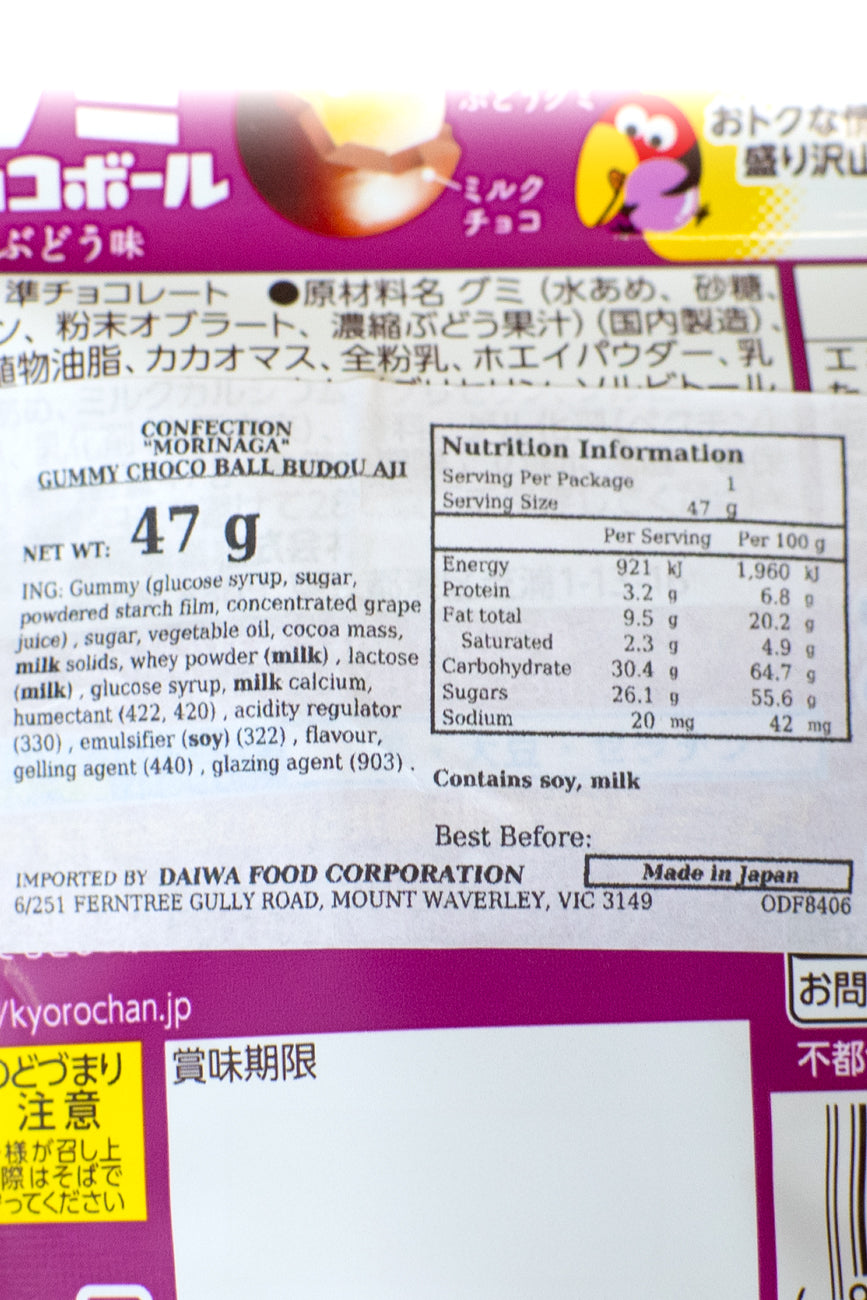 ぶどうグミ
おトクな
盛り沢山
コボール
ミルク
チョコ
ぶどう味
準チョコレート ●原材料名 グミ(水あめ、砂糖、
ン、粉末オブラート、濃縮ぶどう果汁)(国内製造)、
植物油脂、カカオマス、全粉乳、ホエイパウダー、乳
エ
CONFECTION
"MORINAGA"
GUMMY CHOCO BALL BUDOU AJI
NET WT: 47 g
ING: Gummy (glucose syrup, sugar,
powdered starch film, concentrated grape
juice) , sugar, vegetable oil, cocoa mass,
milk solids, whey powder (milk) , lactose
(milk) , glucose syrup, milk calcium,
humectant (422, 420) , acidity regulator
(330) , emulsifier (soy) (322) , flavour,
gelling agent (440) , glazing agent (903) .
Nutrition Information
Serving Per Package 1
Serving Size 47 g
Per Serving Per 100 g
Energy 921 kJ 1,960 kJ
Protein 3.2 g 6.8 g
Fat total 9.5 g 20.2 g
Saturated 2.3 g 4.9 g
Carbohydrate 30.4 g 64.7 g
Sugars 26.1 g 55.6 g
Sodium 20 mg 42 mg
Contains soy, milk
Best Before:
IMPORTED BY DAIWA FOOD CORPORATION
Made in Japan
6/251 FERNTREE GULLY ROAD, MOUNT WAVERLEY, VIC 3149
ODF8406
/kyorochan.jp
お問
のどづまり
注意
様が召し上
際はそばで
ってください
賞味期限
不都